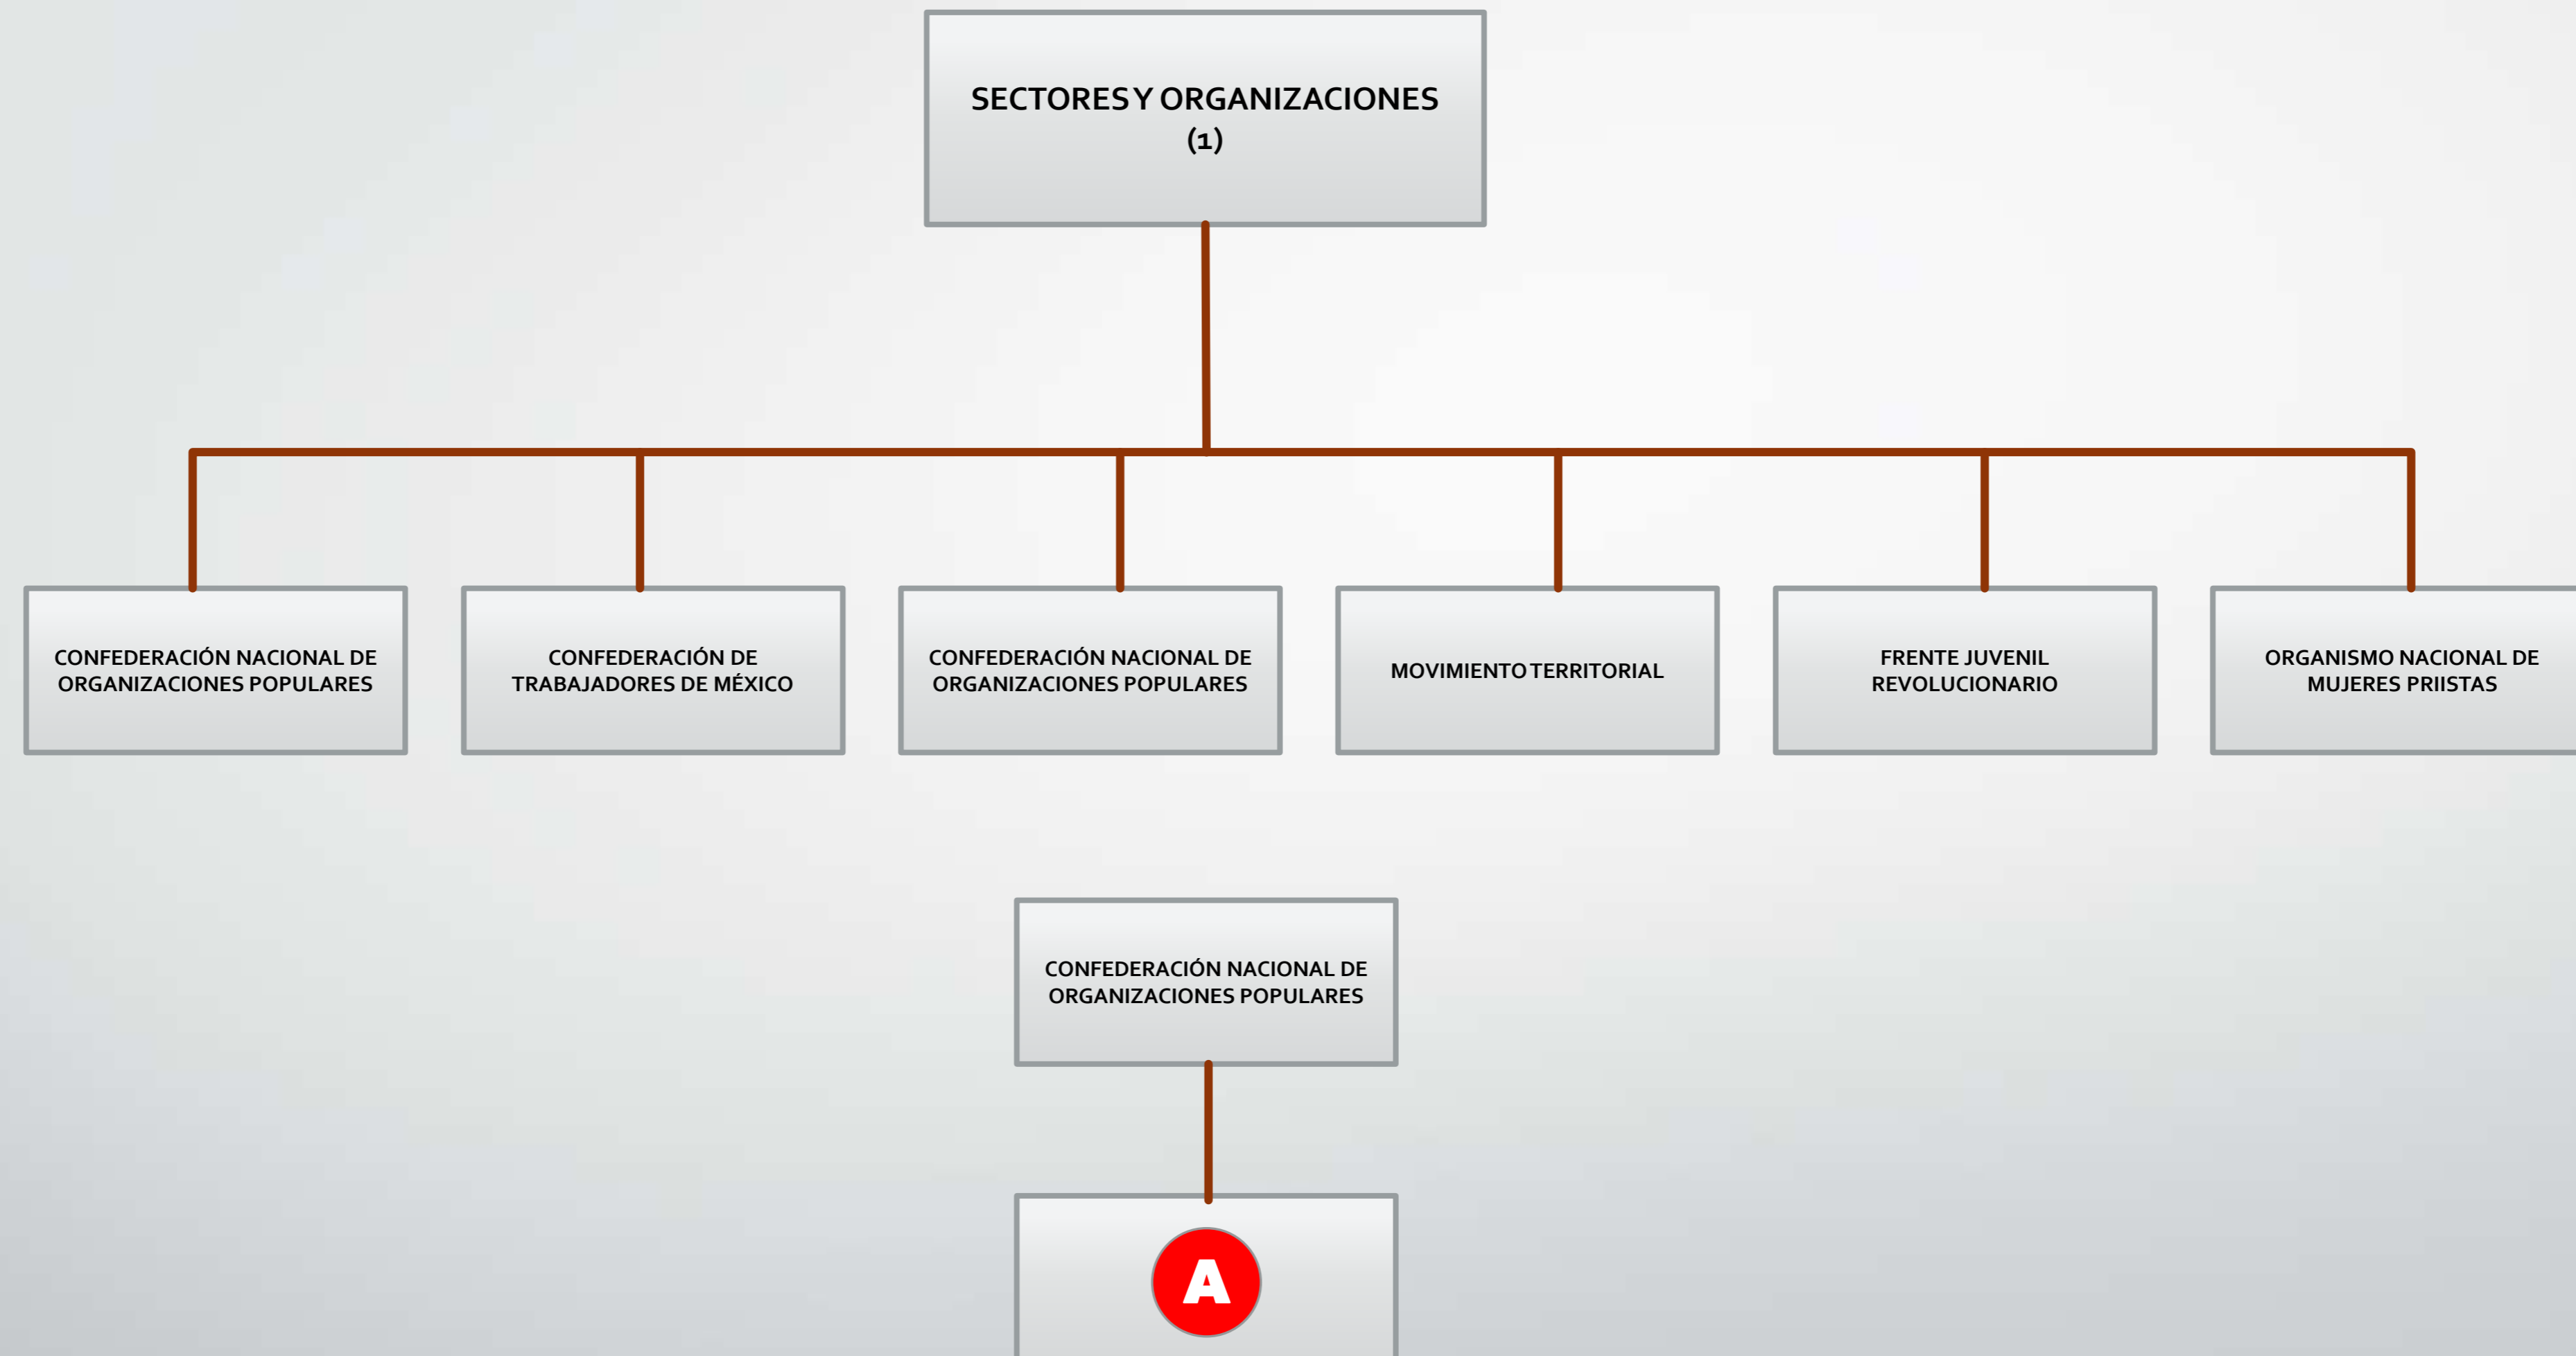 SECTORES Y ORGANIZACIONES
(1)
CONFEDERACIÓN NACIONAL DE
ORGANIZACIONES POPULARES
CONFEDERACIÓN DE
TRABAJADORES DE MÉXICO
CONFEDERACIÓN NACIONAL DE
ORGANIZACIONES POPULARES
MOVIMIENTO TERRITORIAL
FRENTE JUVENIL
REVOLUCIONARIO
ORGANISMO NACIONAL DE
MUJERES PRIISTAS
CONFEDERACIÓN NACIONAL DE
ORGANIZACIONES POPULARES
A